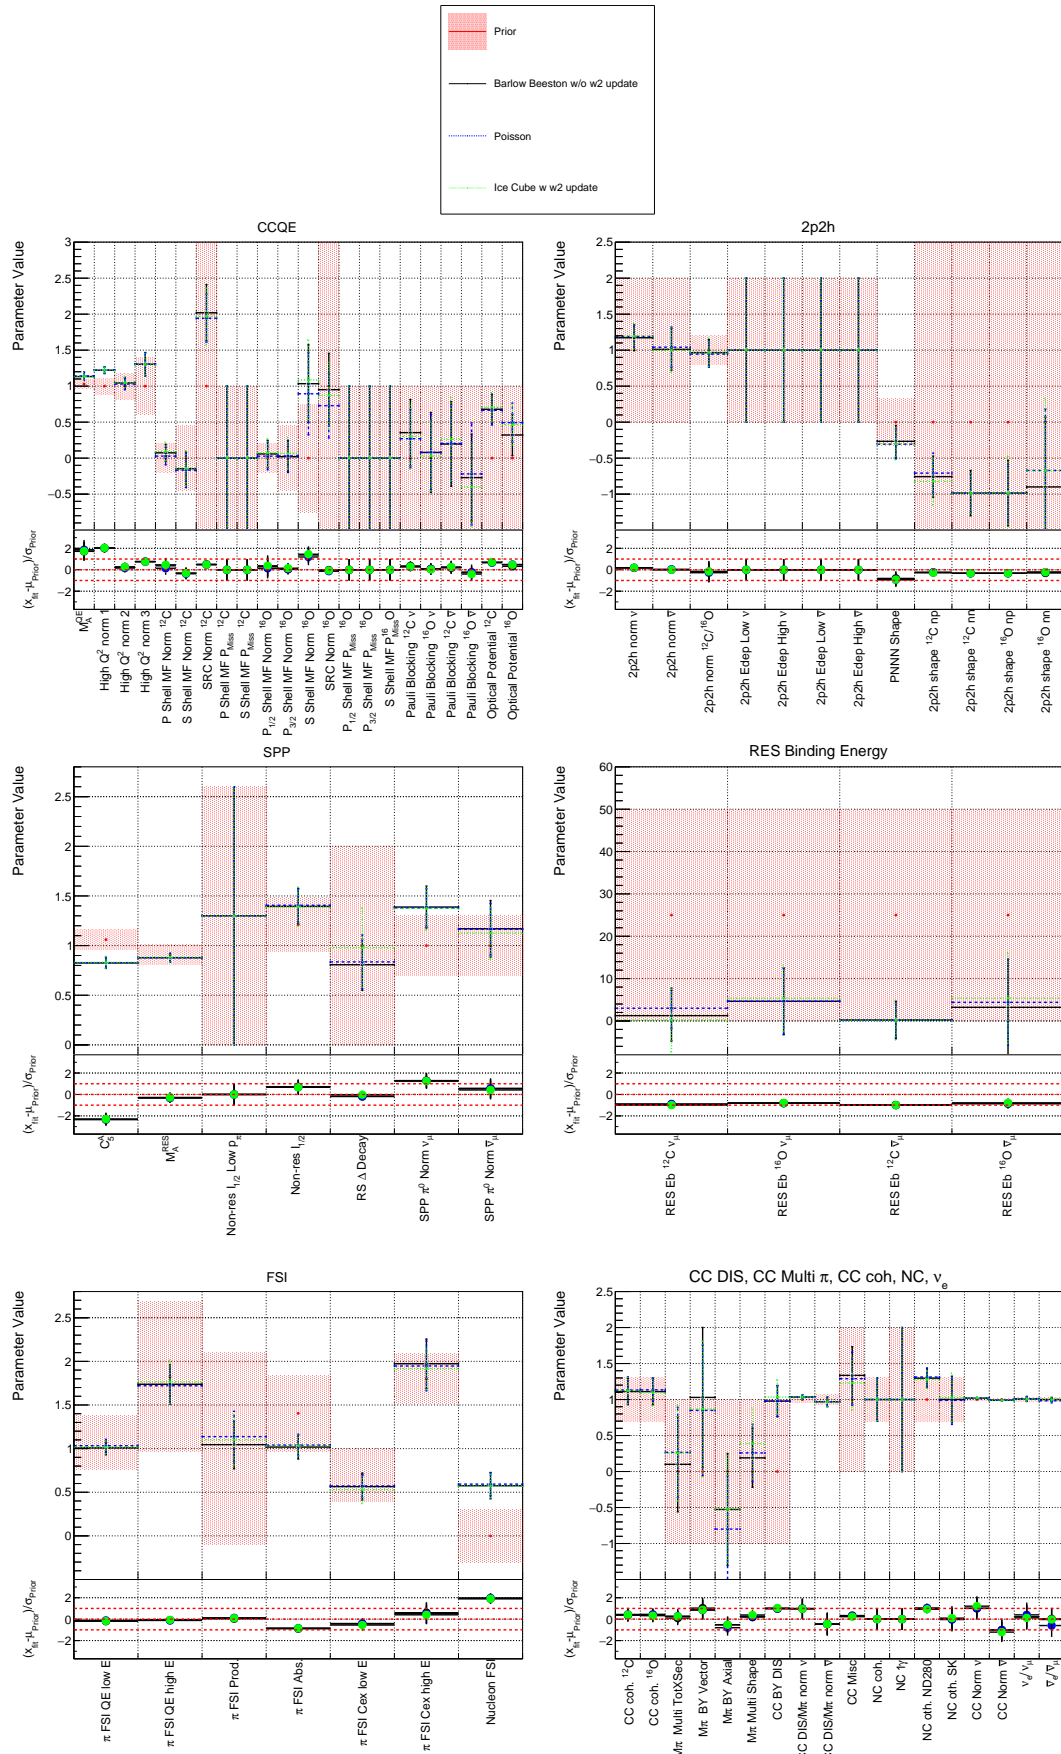 Prior
Barlow Beeston w/o w2 update
Poisson
Ice Cube w w2 update
CCQE
Parameter Value
3
2.5
2
1.5
1
0.5
0
−0.5
(x_fit-μ_Prior)/σ_Prior
2
0
−2
M_A^QE
High Q² norm 1
High Q² norm 2
High Q² norm 3
P Shell MF Norm ¹²C
S Shell MF Norm ¹²C
SRC Norm ¹²C
P Shell MF P_Miss ¹²C
S Shell MF P_Miss ¹²C
P_1/2 Shell MF Norm ¹⁶O
P_3/2 Shell MF Norm ¹⁶O
S Shell MF Norm ¹⁶O
SRC Norm ¹⁶O
P_1/2 Shell MF P_Miss ¹⁶O
P_3/2 Shell MF P_Miss ¹⁶O
S Shell MF P_Miss ¹⁶O
Pauli Blocking ¹²C ν
Pauli Blocking ¹⁶O ν
Pauli Blocking ¹²C ν̄
Pauli Blocking ¹⁶O ν̄
Optical Potential ¹²C
Optical Potential ¹⁶O
2p2h
Parameter Value
2.5
2
1.5
1
0.5
0
−0.5
−1
(x_fit-μ_Prior)/σ_Prior
2
0
−2
2p2h norm ν
2p2h norm ν̄
2p2h norm ¹²C/¹⁶O
2p2h Edep Low ν
2p2h Edep High ν
2p2h Edep Low ν̄
2p2h Edep High ν̄
PNNN Shape
2p2h shape ¹²C np
2p2h shape ¹²C nn
2p2h shape ¹⁶O np
2p2h shape ¹⁶O nn
SPP
Parameter Value
2.5
2
1.5
1
0.5
0
(x_fit-μ_Prior)/σ_Prior
2
0
−2
C_5^A
M_A^RES
Non-res I_1/2 Low p_π
Non-res I_1/2
RS Δ Decay
SPP π⁰ Norm ν_μ
SPP π⁰ Norm ν̄_μ
RES Binding Energy
Parameter Value
60
50
40
30
20
10
0
(x_fit-μ_Prior)/σ_Prior
2
0
−2
RES Eb ¹²C ν_μ
RES Eb ¹⁶O ν_μ
RES Eb ¹²C ν̄_μ
RES Eb ¹⁶O ν̄_μ
FSI
Parameter Value
2.5
2
1.5
1
0.5
0
(x_fit-μ_Prior)/σ_Prior
2
0
−2
π FSI QE low E
π FSI QE high E
π FSI Prod.
π FSI Abs.
π FSI Cex low E
π FSI Cex high E
Nucleon FSI
CC DIS, CC Multi π, CC coh, NC, ν_e
Parameter Value
2.5
2
1.5
1
0.5
0
−0.5
−1
(x_fit-μ_Prior)/σ_Prior
2
0
−2
CC coh. ¹²C
CC coh. ¹⁶O
Mπ Multi TotXSec
Mπ BY Vector
Mπ BY Axial
Mπ Multi Shape
CC BY DIS
CC DIS/Mπ norm ν
CC DIS/Mπ norm ν̄
CC Misc
NC coh.
NC 1γ
NC oth. ND280
NC oth. SK
CC Norm ν
CC Norm ν̄
ν_e/ν_μ
ν̄_e/ν̄_μ